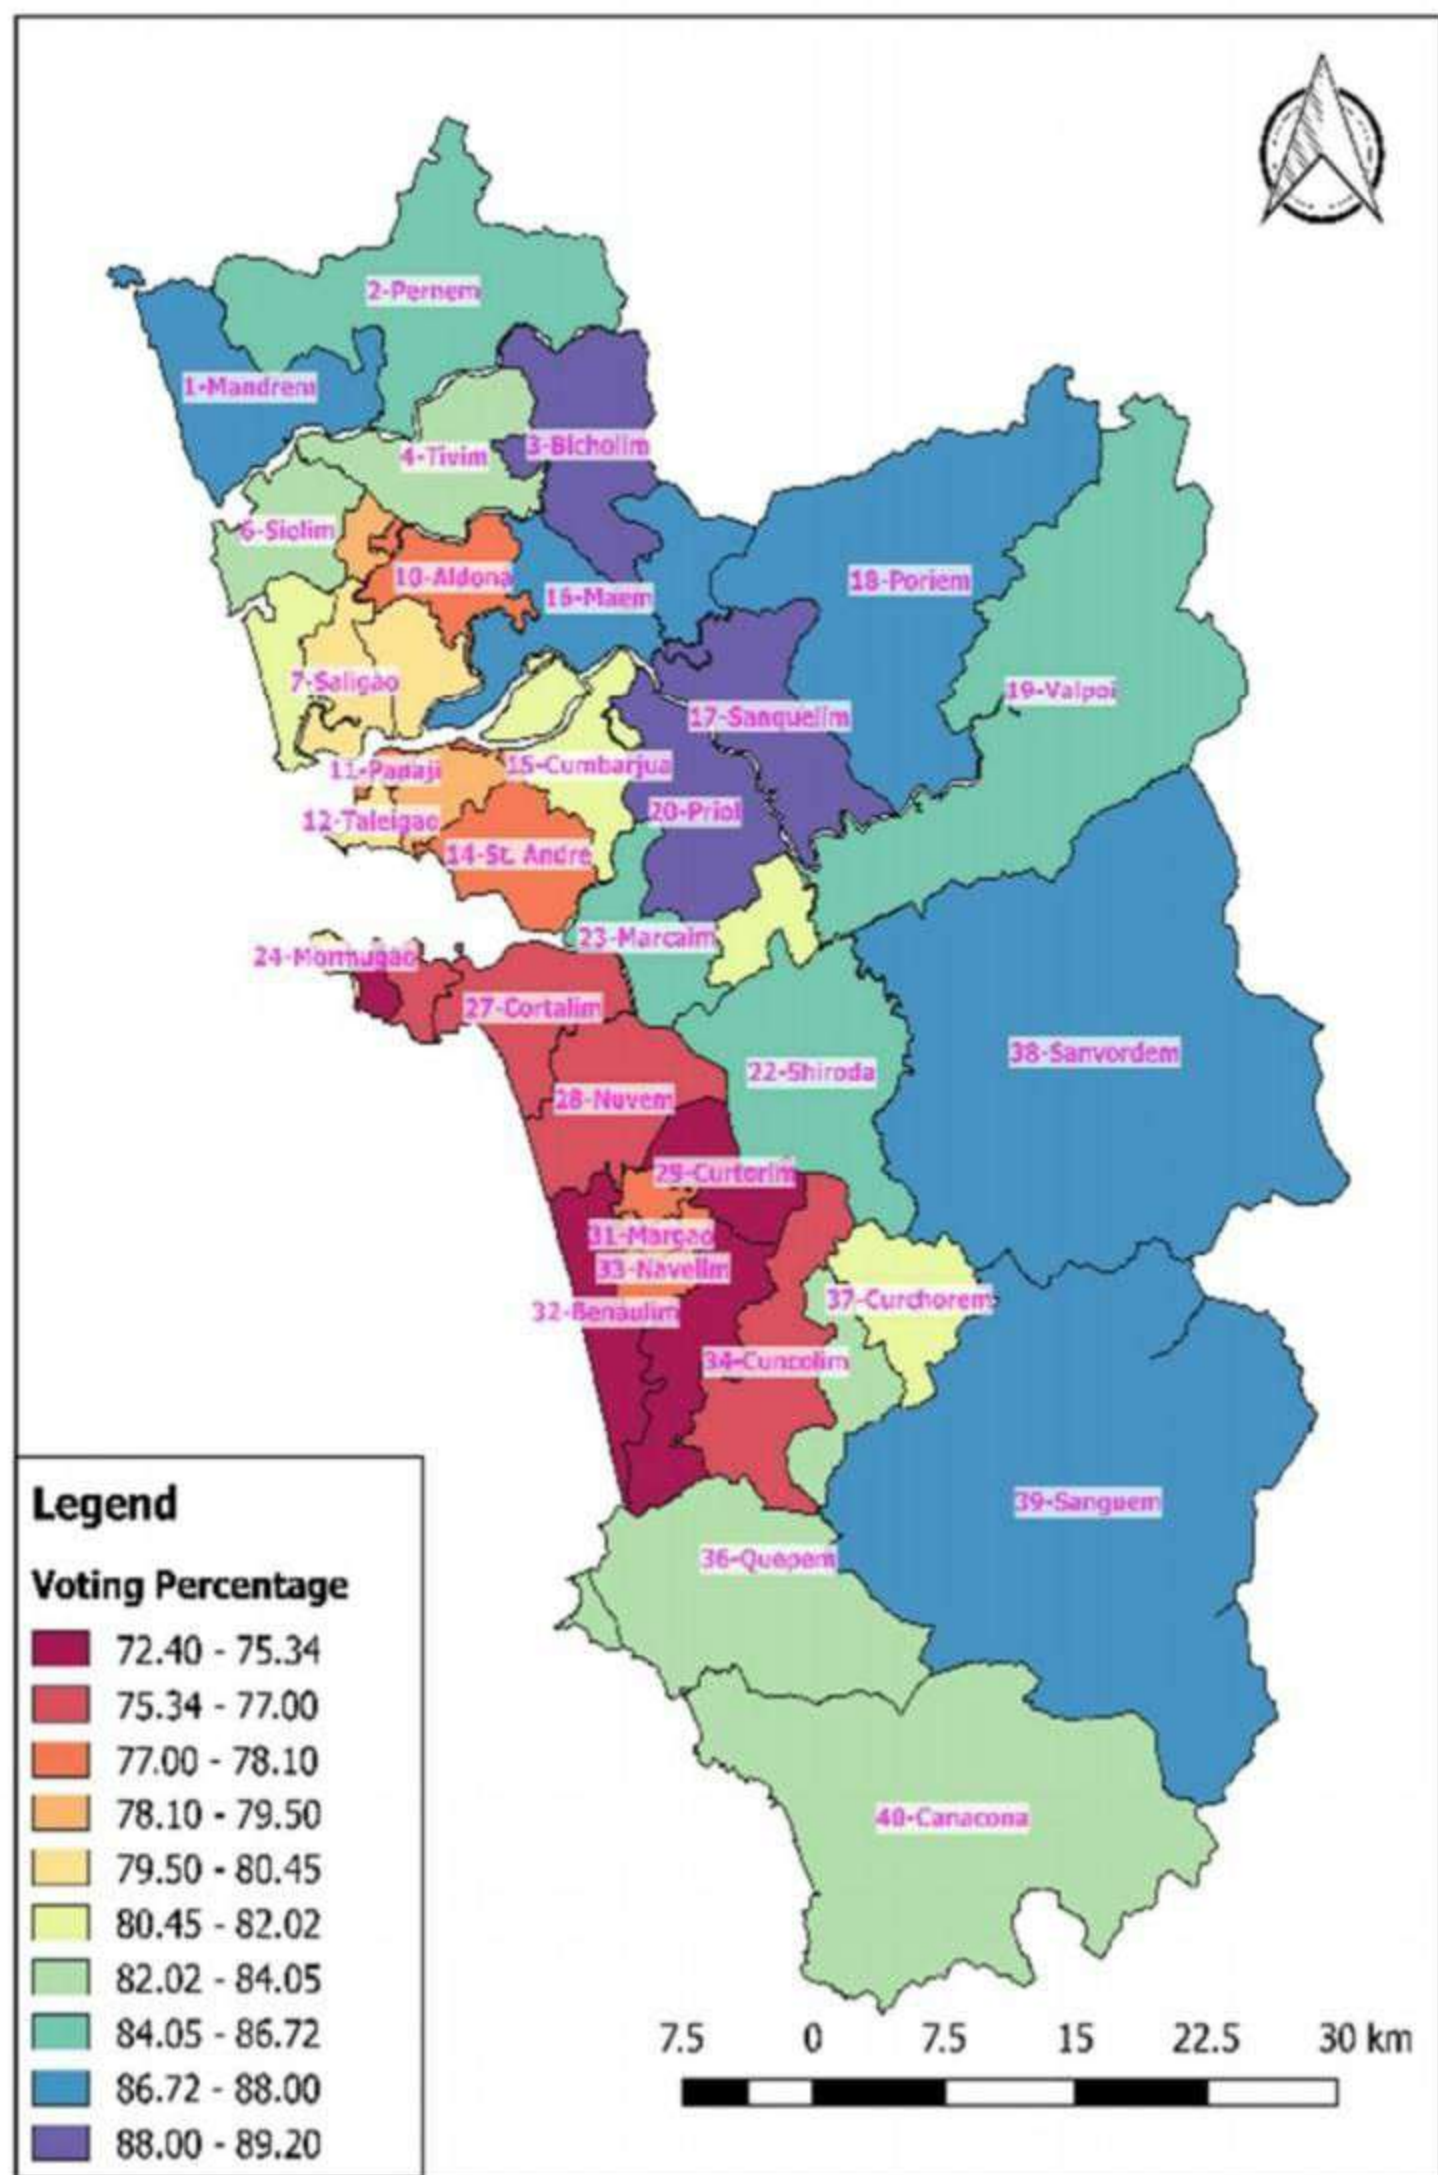 2-Pernem
1-Mandrem
3-Bicholim
4-Tivim
6-Siolim
10-Aldona
18-Poriem
16-Maem
7-Saligao
19-Valpoi
17-Sanquelim
11-Panaji
15-Cumbarjua
20-Priol
12-Taleigao
14-St. Andre
23-Marcaim
24-Mormugao
27-Cortalim
38-Sanvordem
22-Shiroda
28-Nuvem
29-Curtorim
31-Margao
33-Navelim
37-Curchorem
32-Benaulim
34-Cuncolim
39-Sanguem
36-Quepem
40-Canacona
Legend
Voting Percentage
72.40 - 75.34
75.34 - 77.00
77.00 - 78.10
78.10 - 79.50
79.50 - 80.45
80.45 - 82.02
82.02 - 84.05
84.05 - 86.72
86.72 - 88.00
88.00 - 89.20
7.5 0 7.5 15 22.5 30 km